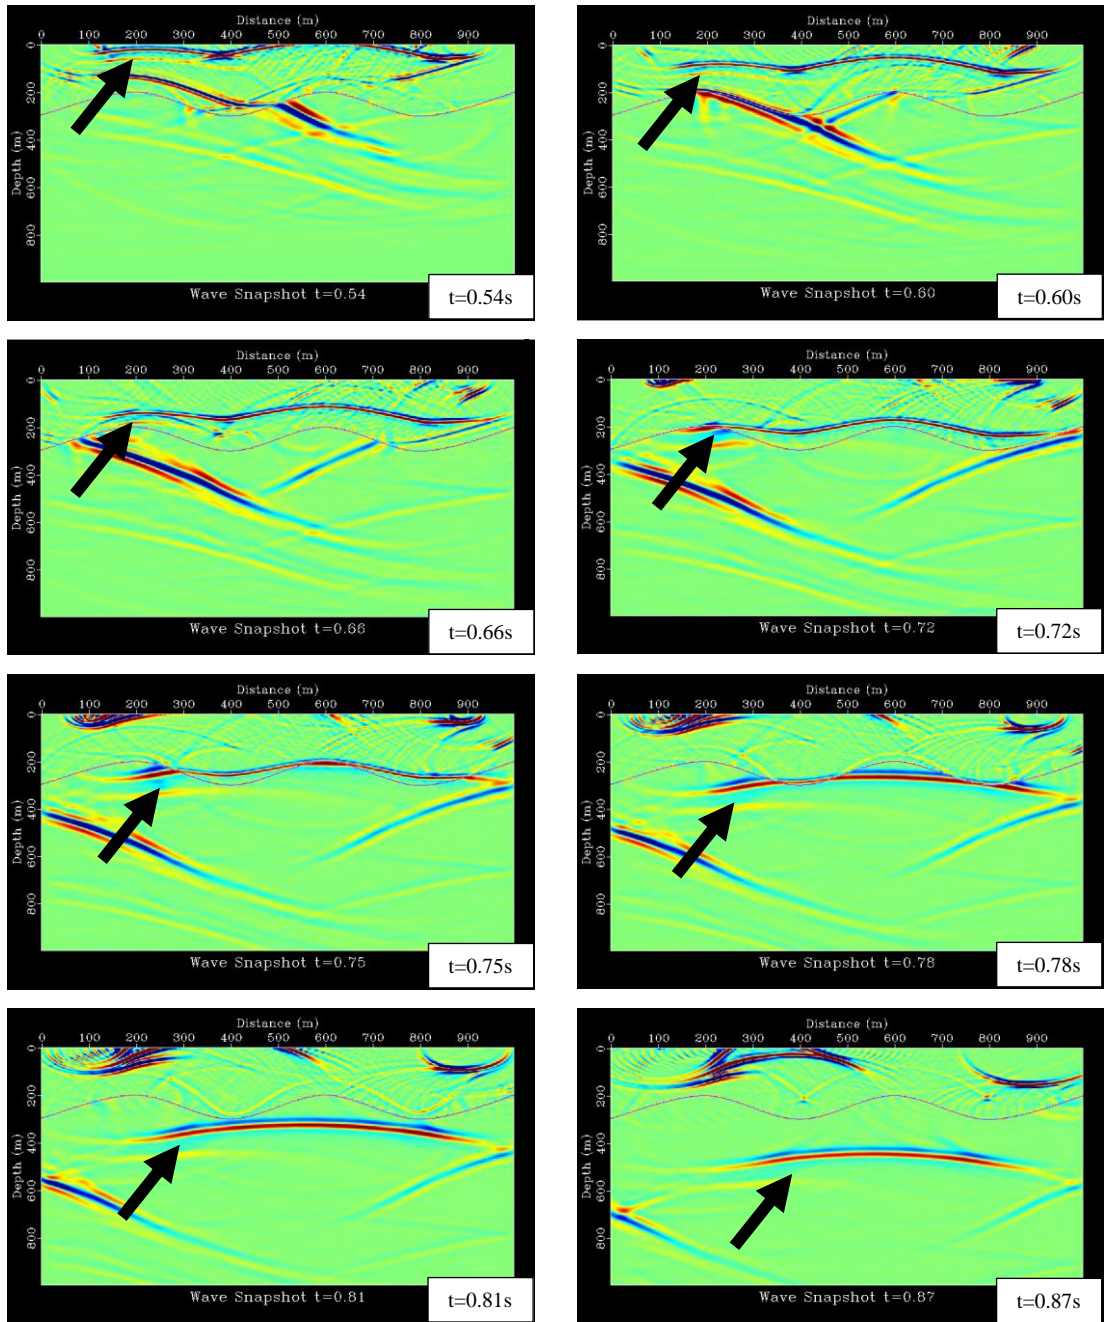 Distance (m)
0 100 200 300 400 500 600 700 800 900
Depth (m)
0 200 400 600 800
Wave Snapshot t=0.54
t=0.54s
Distance (m)
0 100 200 300 400 500 600 700 800 900
Depth (m)
0 200 400 600 800
Wave Snapshot t=0.60
t=0.60s
Distance (m)
0 100 200 300 400 500 600 700 800 900
Depth (m)
0 200 400 600 800
Wave Snapshot t=0.66
t=0.66s
Distance (m)
0 100 200 300 400 500 600 700 800 900
Depth (m)
0 200 400 600 800
Wave Snapshot t=0.72
t=0.72s
Distance (m)
0 100 200 300 400 500 600 700 800 900
Depth (m)
0 200 400 600 800
Wave Snapshot t=0.75
t=0.75s
Distance (m)
0 100 200 300 400 500 600 700 800 900
Depth (m)
0 200 400 600 800
Wave Snapshot t=0.78
t=0.78s
Distance (m)
0 100 200 300 400 500 600 700 800 900
Depth (m)
0 200 400 600 800
Wave Snapshot t=0.81
t=0.81s
Distance (m)
0 100 200 300 400 500 600 700 800 900
Depth (m)
0 200 400 600 800
Wave Snapshot t=0.87
t=0.87s